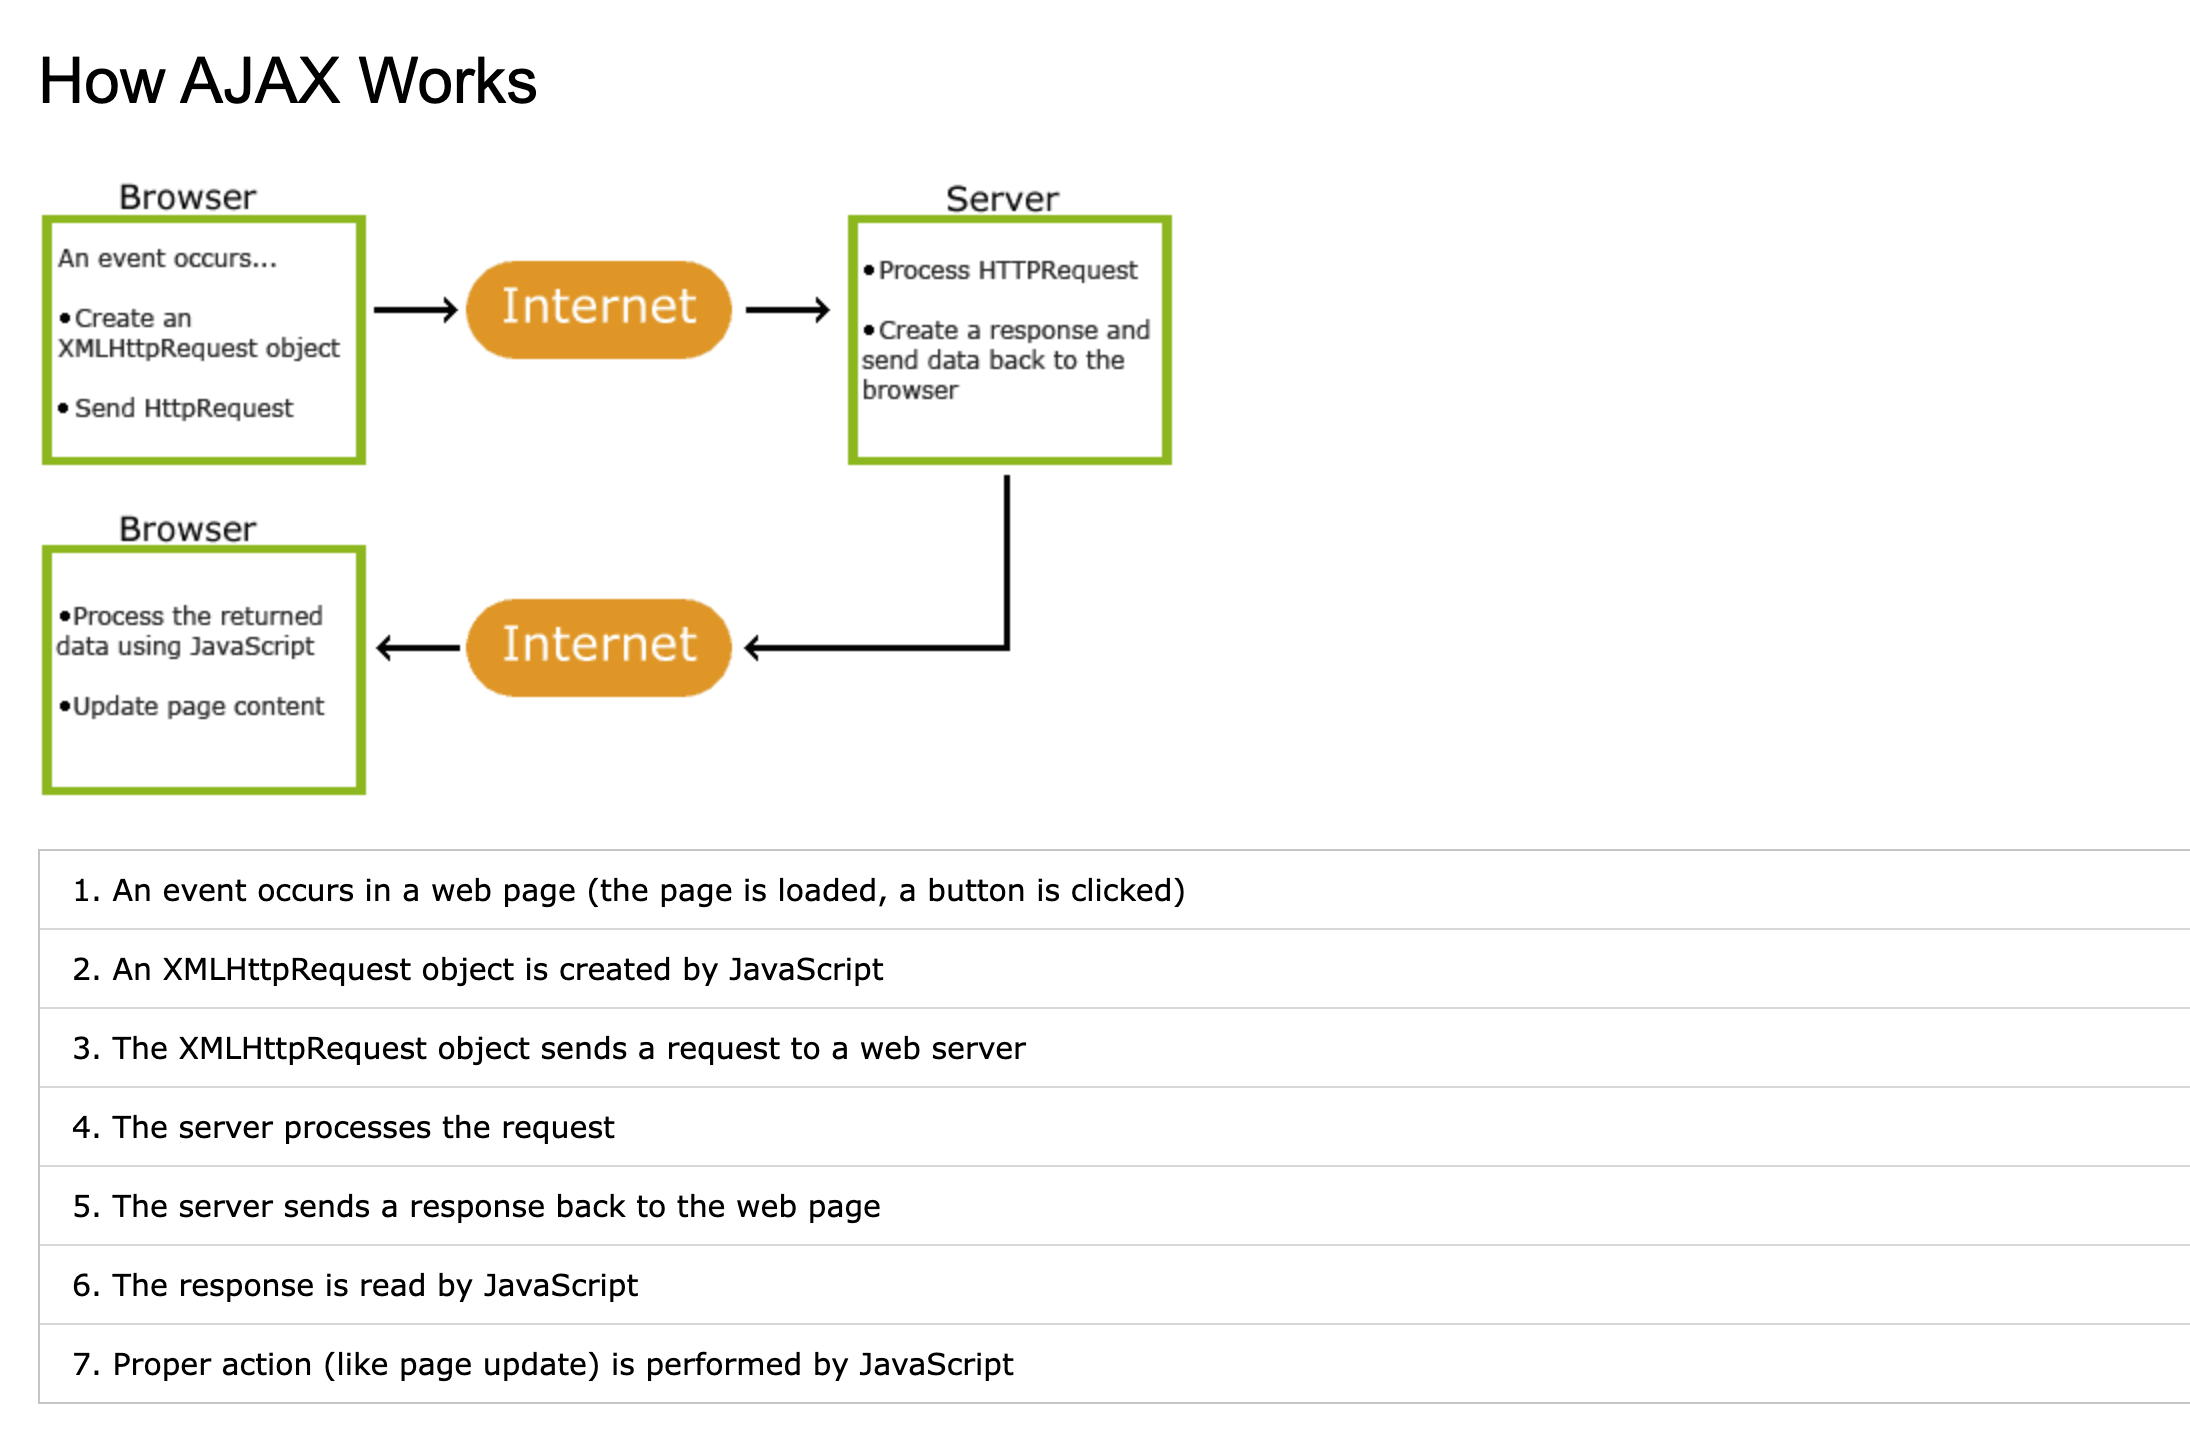 How AJAX Works
Browser
An event occurs...
•Create an
XMLHttpRequest object
• Send HttpRequest
Internet
Server
•Process HTTPRequest
•Create a response and
send data back to the
browser
Browser
•Process the returned
data using JavaScript
•Update page content
Internet
1. An event occurs in a web page (the page is loaded, a button is clicked)
2. An XMLHttpRequest object is created by JavaScript
3. The XMLHttpRequest object sends a request to a web server
4. The server processes the request
5. The server sends a response back to the web page
6. The response is read by JavaScript
7. Proper action (like page update) is performed by JavaScript